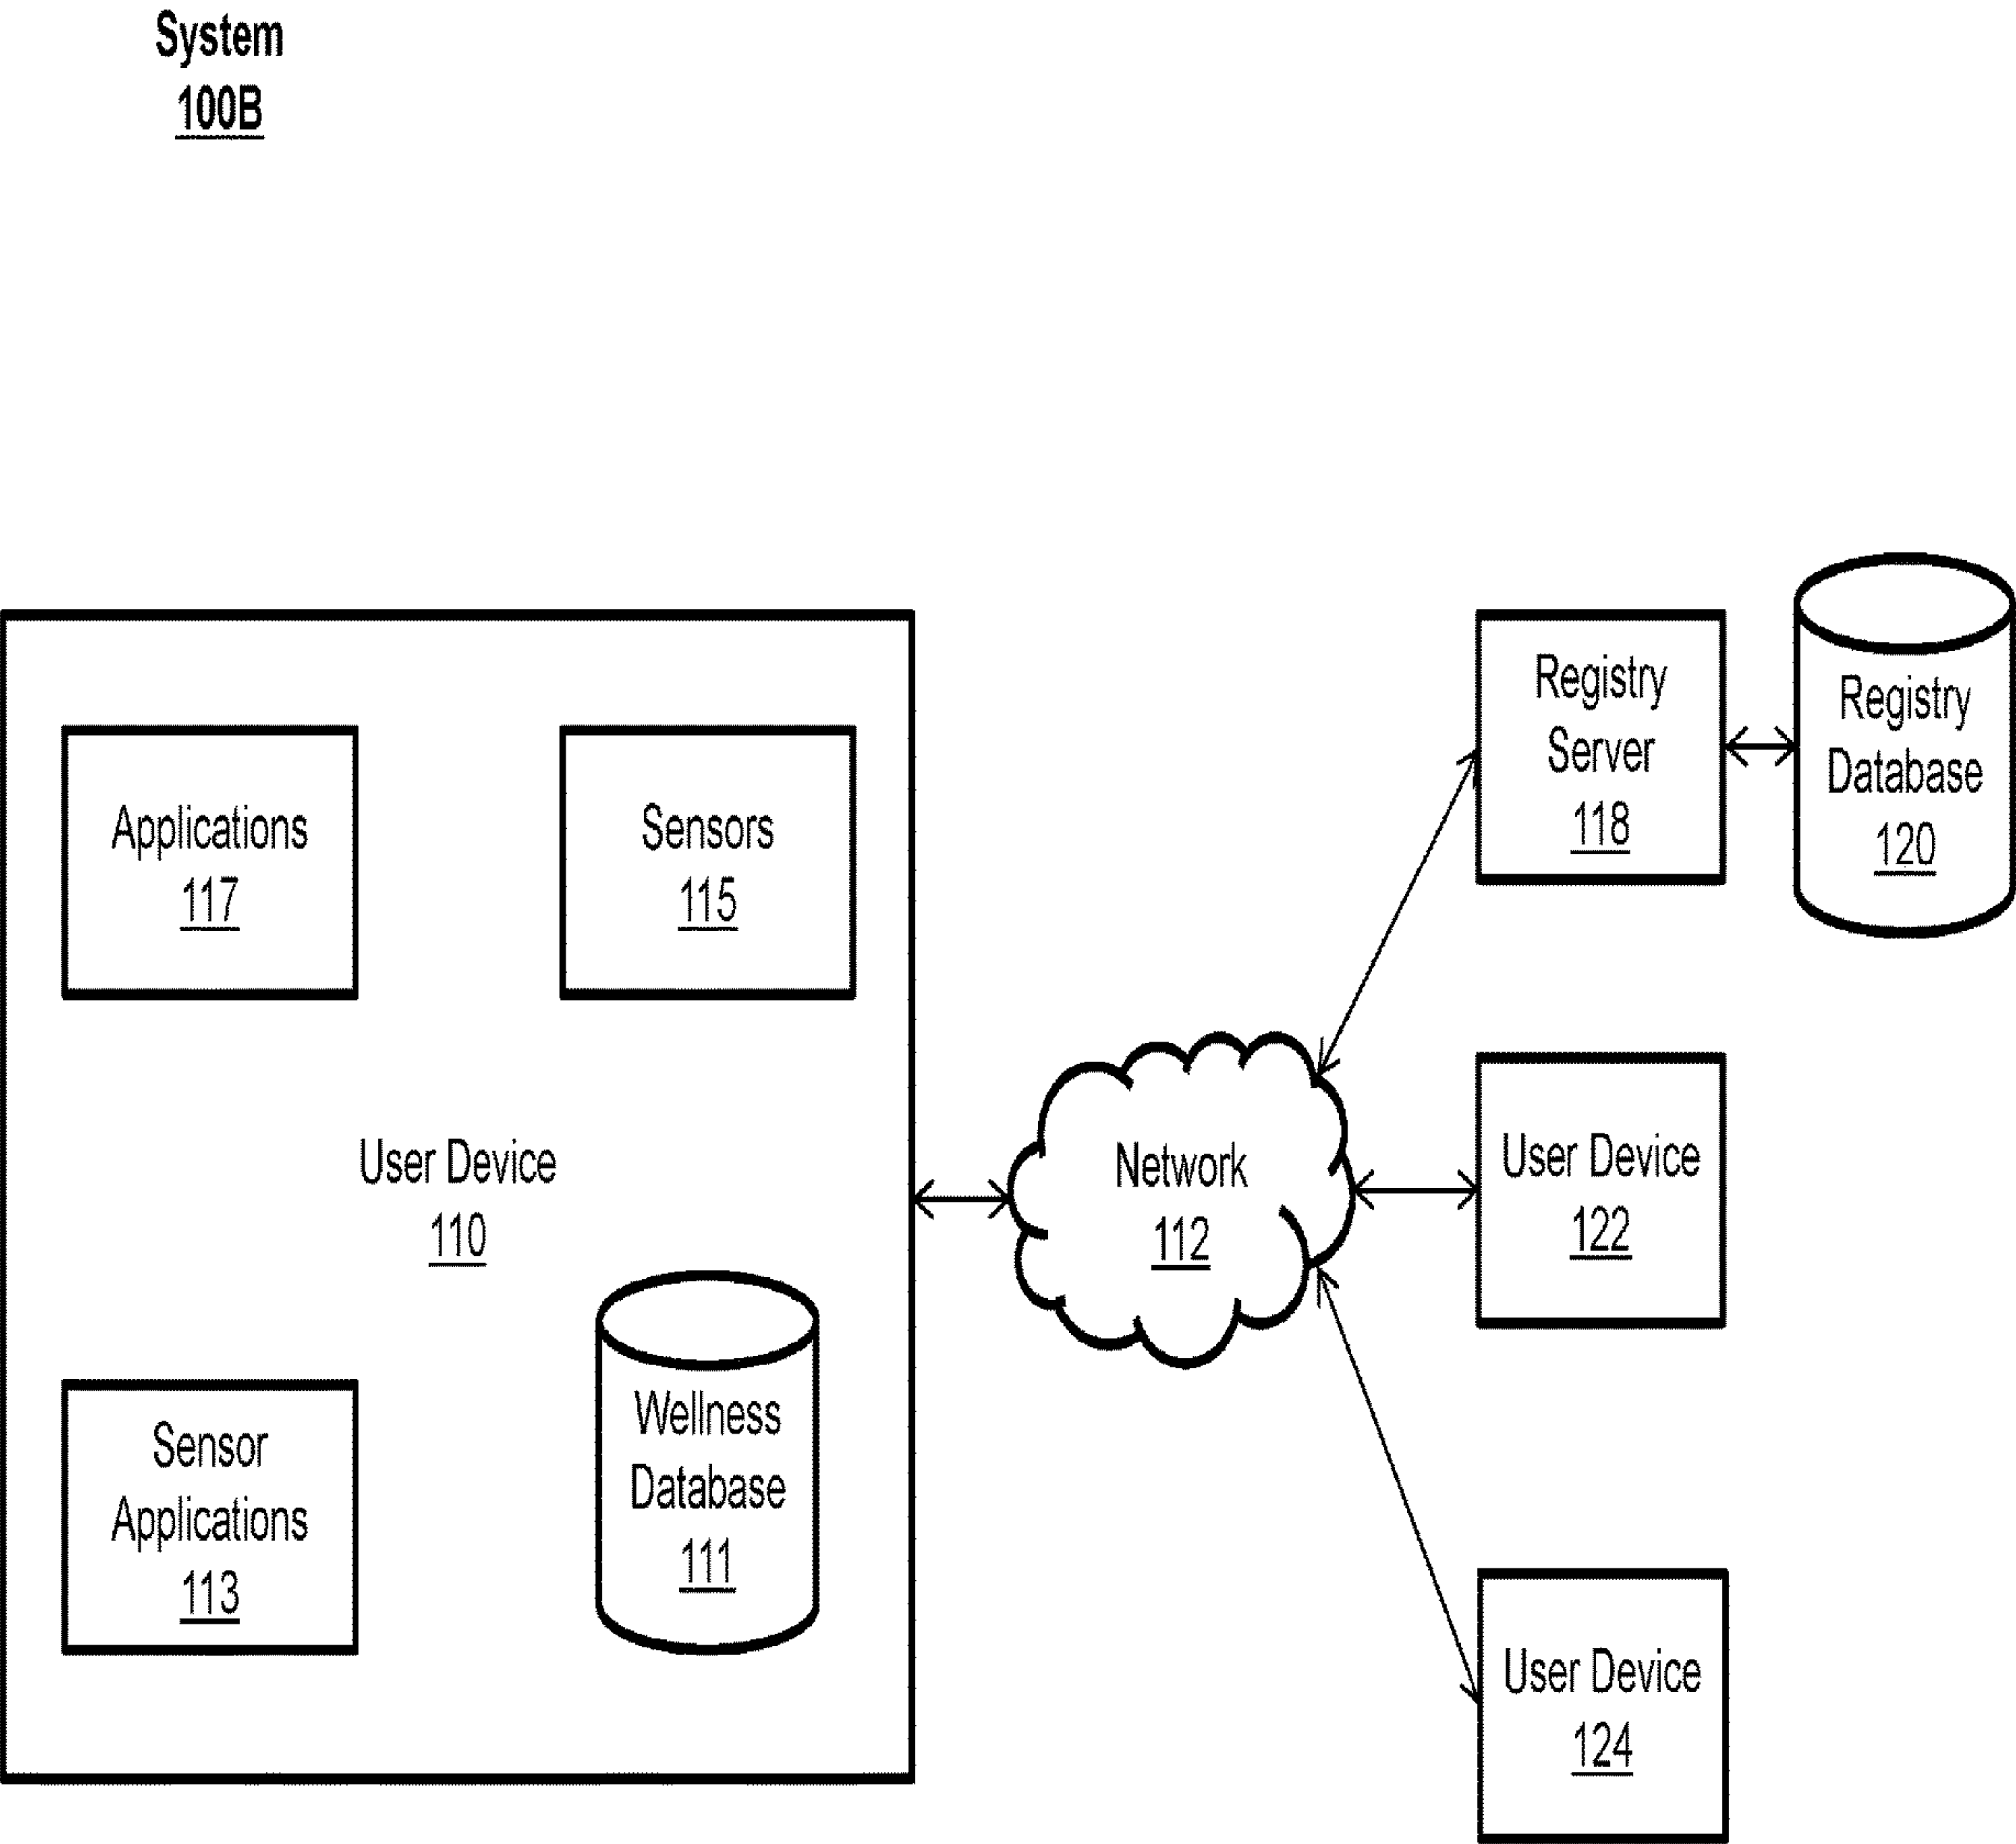 System
100B
Applications
117
Sensors
115
User Device
110
Sensor
Applications
113
Wellness
Database
111
Network
112
Registry
Server
118
Registry
Database
120
User Device
122
User Device
124